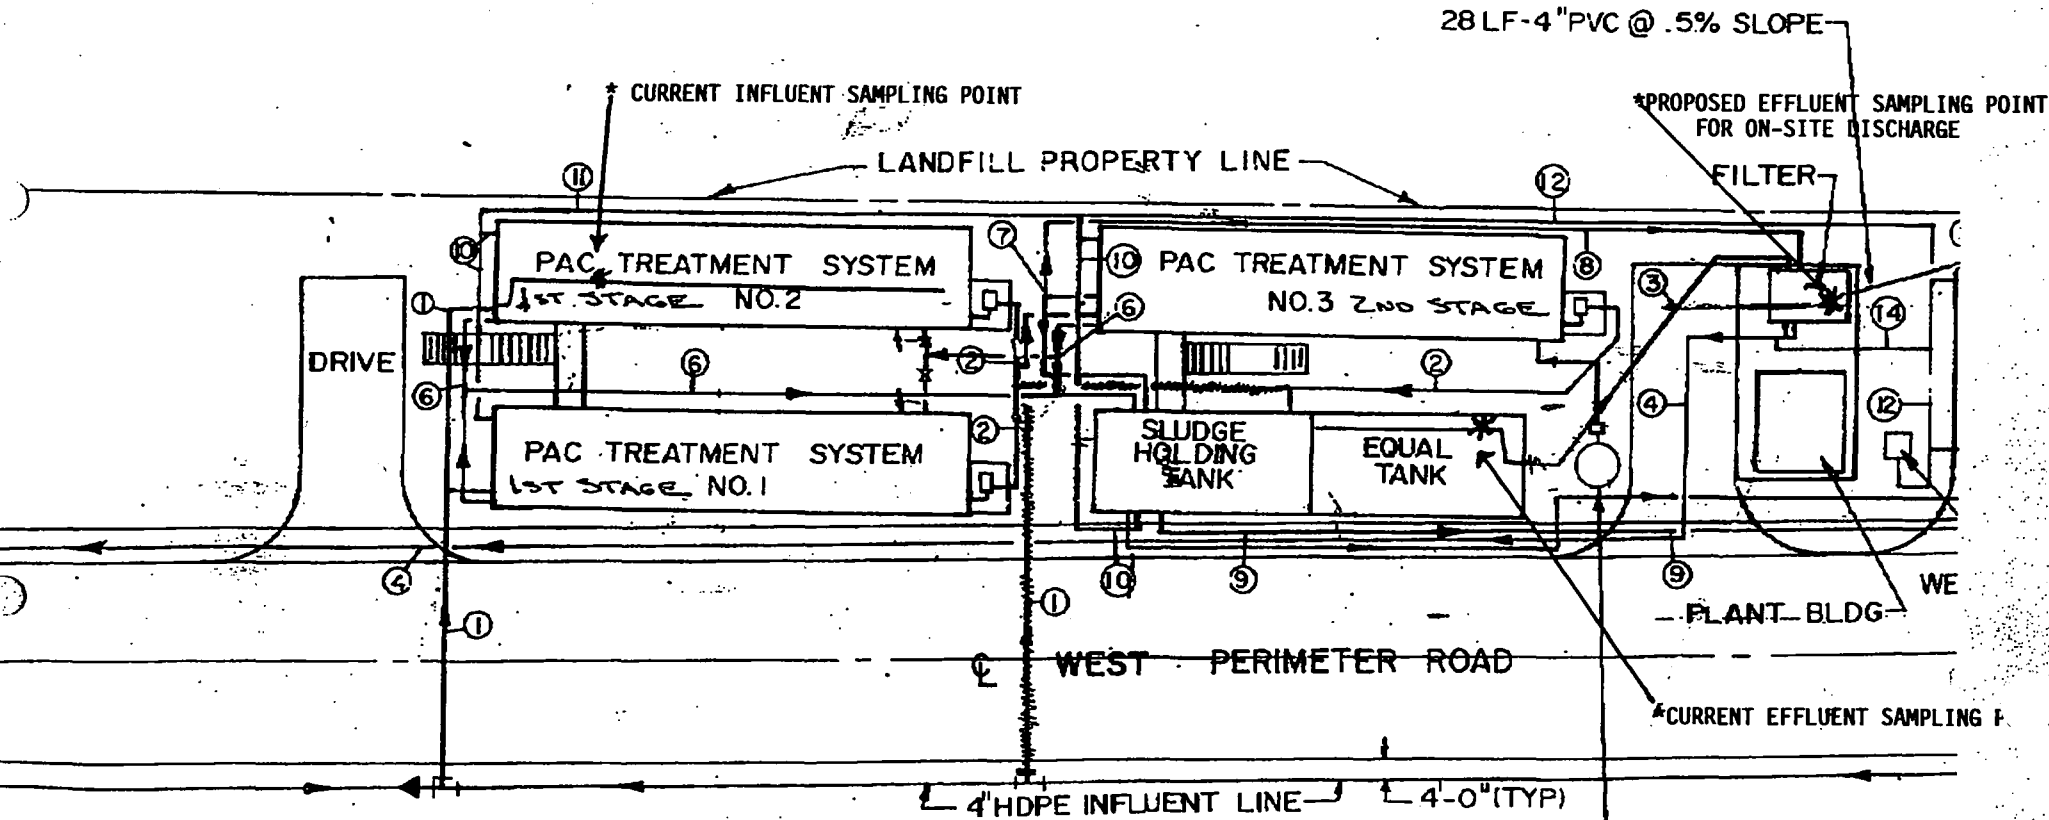 28 LF-4"PVC @ .5% SLOPE
* CURRENT INFLUENT SAMPLING POINT
*PROPOSED EFFLUENT SAMPLING POINT
FOR ON-SITE DISCHARGE
LANDFILL PROPERTY LINE
FILTER
11
12
10
7
10
8
3
14
PAC TREATMENT SYSTEM
1ST STAGE NO.2
PAC TREATMENT SYSTEM
NO.3 2ND STAGE
1
6
DRIVE
6
2
2
6
4
12
2
PAC TREATMENT SYSTEM
1ST STAGE NO.1
SLUDGE
HOLDING
TANK
EQUAL
TANK
4
10
9
9
1
1
WE
PLANT BLDG
℄ WEST PERIMETER ROAD
*CURRENT EFFLUENT SAMPLING
4"HDPE INFLUENT LINE
4'-0"(TYP)